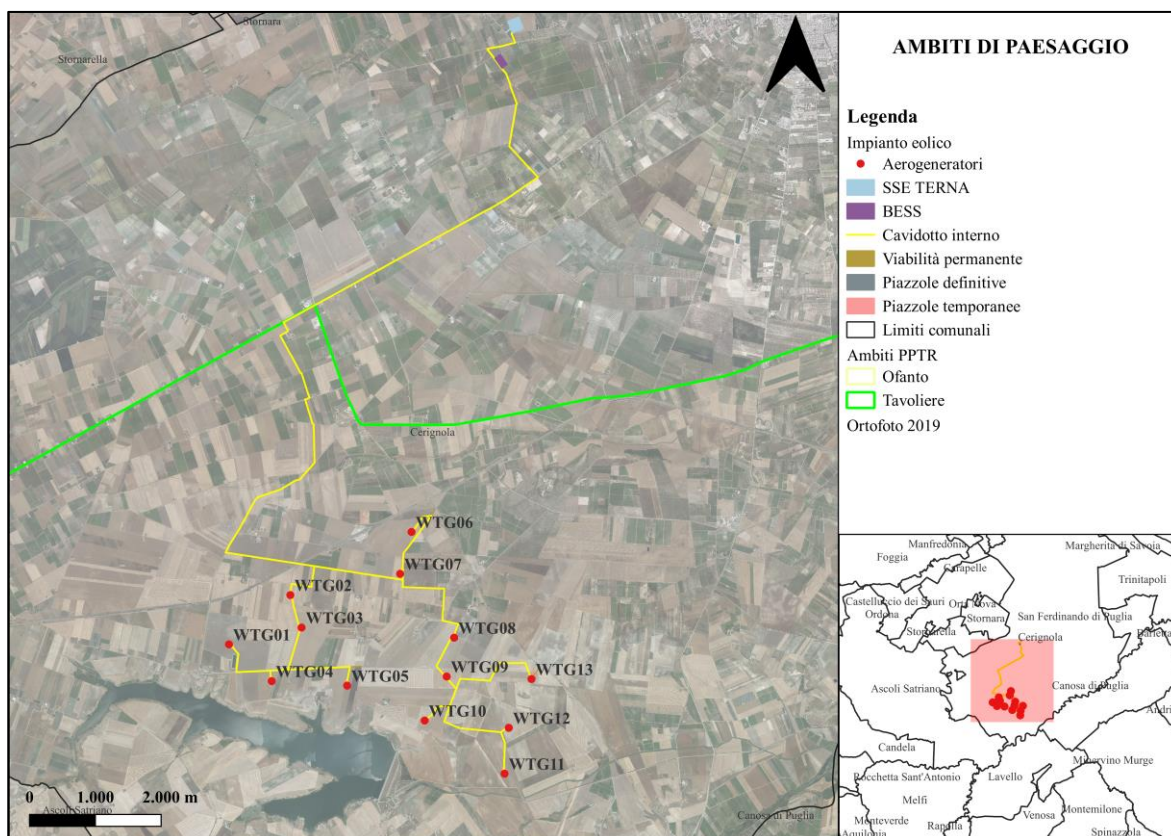 Stornara
Stornarella
Cerignola
WTG06
WTG07
WTG02
WTG03
WTG01
WTG08
WTG04
WTG05
WTG09
WTG13
WTG10
WTG12
WTG11
0 1.000 2.000 m
Ascoli Satriano
Canosa di Puglia
AMBITI DI PAESAGGIO
Legenda
Impianto eolico
Aerogeneratori
SSE TERNA
BESS
Cavidotto interno
Viabilità permanente
Piazzole definitive
Piazzole temporanee
Limiti comunali
Ambiti PPTR
Ofanto
Tavoliere
Ortofoto 2019
Manfredonia
Margherita di Savoia
Foggia
Carapelle
Trinitapoli
Castelluccio dei Sauri
Orta Nova
Ordona
Stornara
San Ferdinando di Puglia
Stornarella
Cerignola
Barletta
Ascoli Satriano
Canosa di Puglia
Andri
Candela
Minervino Murge
Rocchetta Sant'Antonio
Lavello
Melfi
Montemilone
Monteverde
Venosa
Rapolla
Aquilonia
Spinazzola